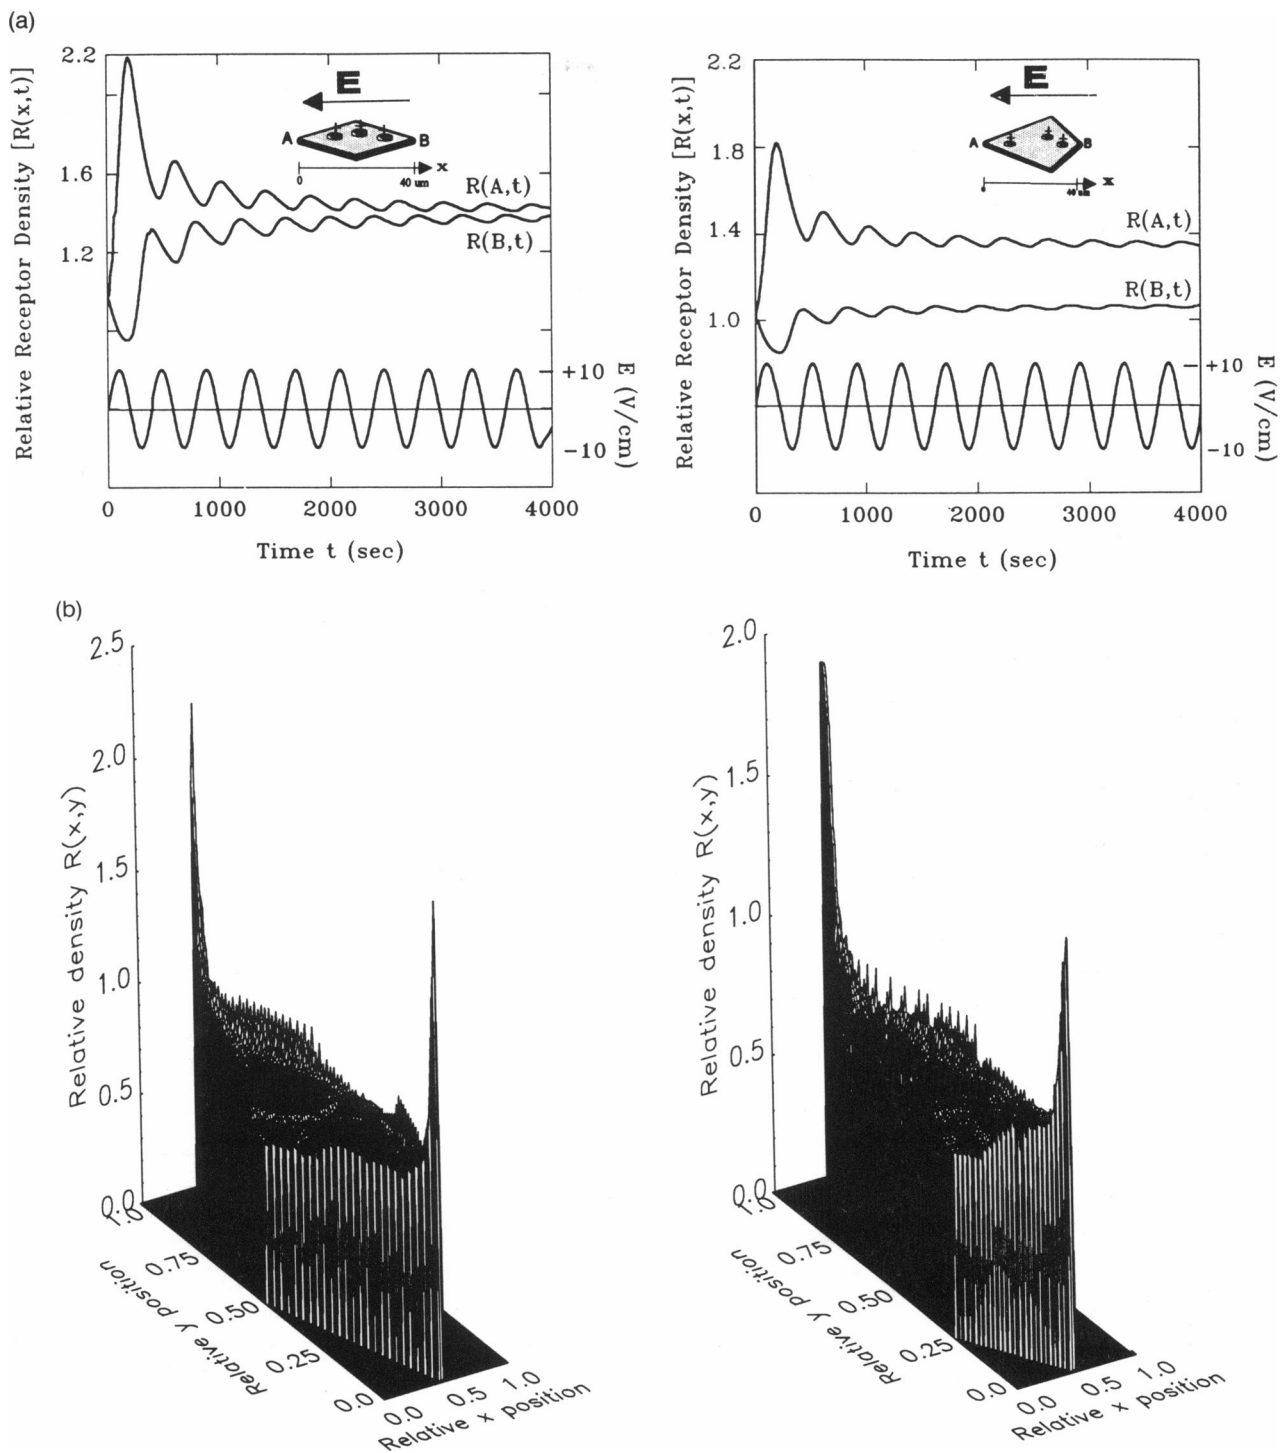 (a)
Relative Receptor Density [R(x,t)]
2.2
1.6
1.2
E
A
B
x
0
40 um
R(A,t)
R(B,t)
+10
-10
E (V/cm)
0
1000
2000
3000
4000
Time t (sec)
Relative Receptor Density [R(x,t)]
2.2
1.8
1.4
1.0
E
A
B
x
R(A,t)
R(B,t)
+10
-10
E (V/cm)
0
1000
2000
3000
4000
Time t (sec)
(b)
Relative density R(x,y)
2.5
2.0
1.5
1.0
0.5
0.0
1.0
0.75
0.50
0.25
0.0
Relative y position
0.0
0.5
1.0
Relative x position
Relative density R(x,y)
2.0
1.5
1.0
0.5
0.0
1.0
0.75
0.50
0.25
0.0
Relative y position
0.0
0.5
1.0
Relative x position